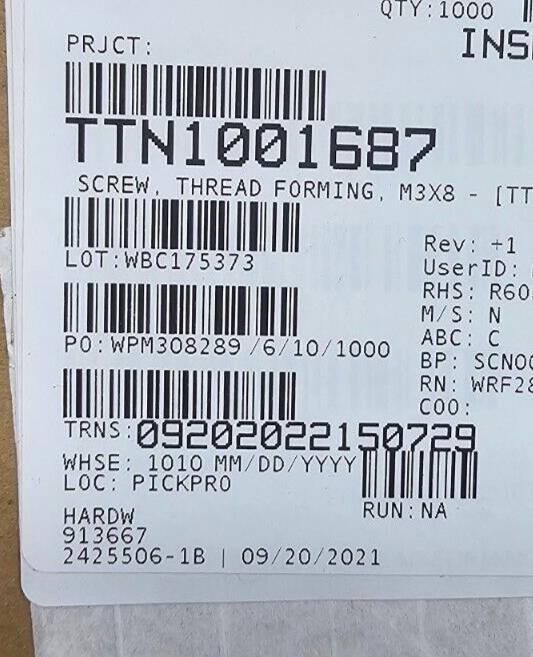 QTY:1000
PRJCT:
INS
TTN1001687
SCREW, THREAD FORMING, M3X8 - [TT
LOT:WBC175373
Rev: +1
UserID:
RHS: R60
M/S: N
PO:WPM308289 /6/10/1000
ABC: C
BP: SCN00
RN: WRF28
COO:
TRNS:09202022150729
WHSE: 1010 MM/DD/YYYY
LOC: PICKPRO
RUN:NA
HARDW
913667
2425506-1B | 09/20/2021